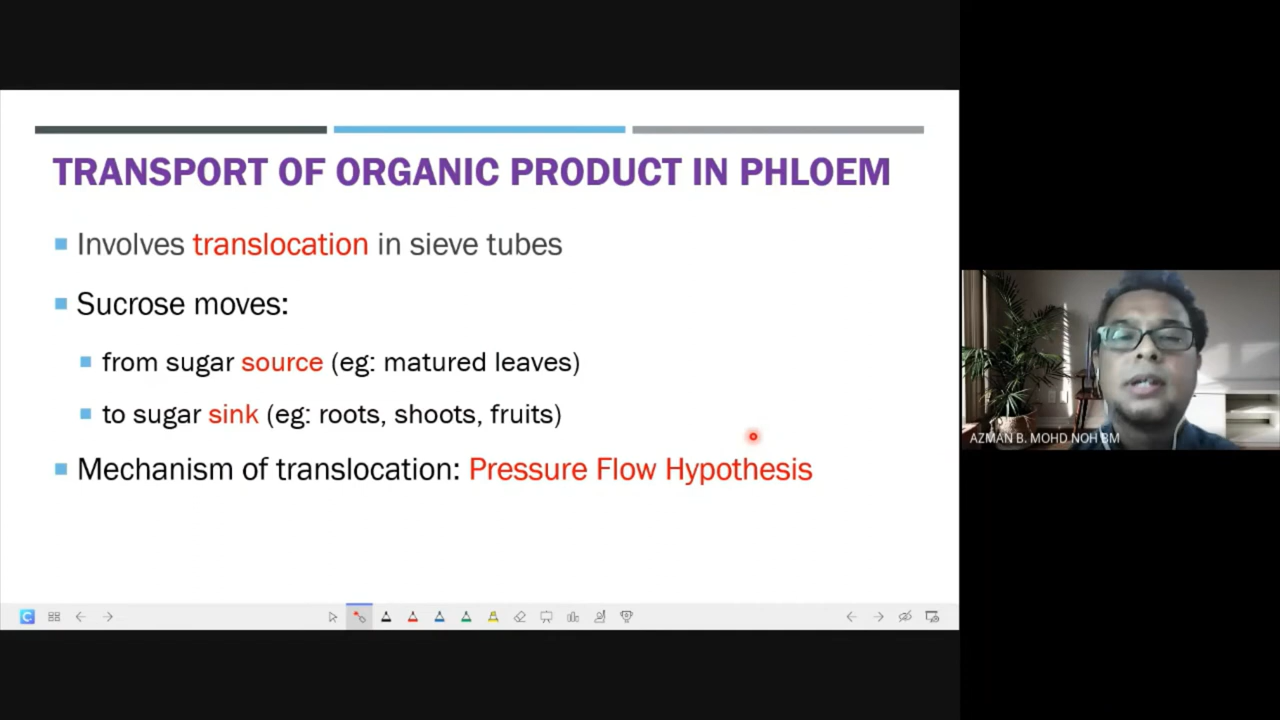 TRANSPORT OF ORGANIC PRODUCT IN PHLOEM
Involves translocation in sieve tubes
Sucrose moves:
from sugar source (eg: matured leaves)
to sugar sink (eg: roots, shoots, fruits)
Mechanism of translocation: Pressure Flow Hypothesis
AZMAN B. MOHD NOH BM
C